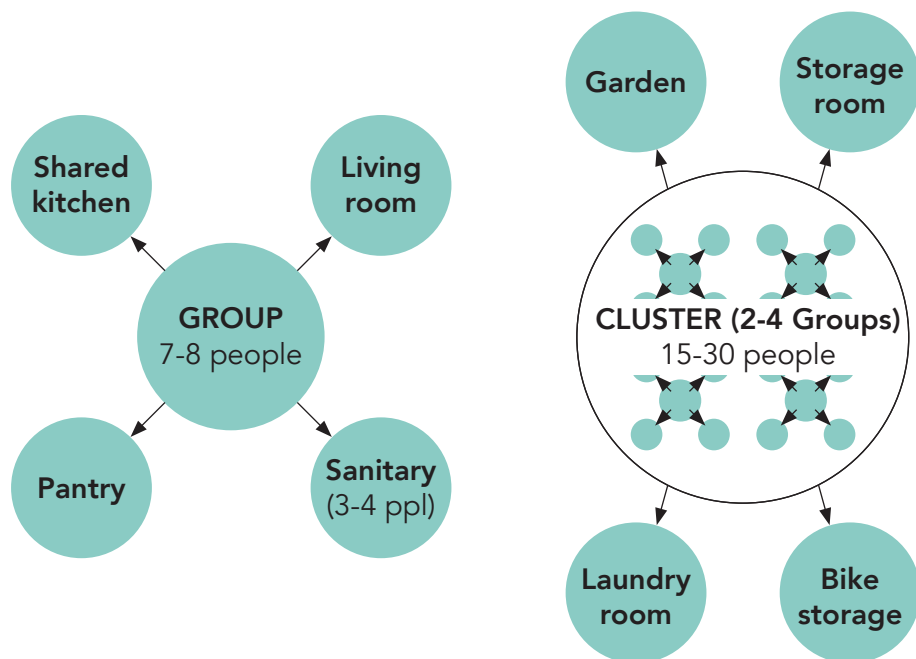 Shared
kitchen
Living
room
GROUP
7-8 people
Pantry
Sanitary
(3-4 ppl)
Garden
Storage
room
CLUSTER (2-4 Groups)
15-30 people
Laundry
room
Bike
storage